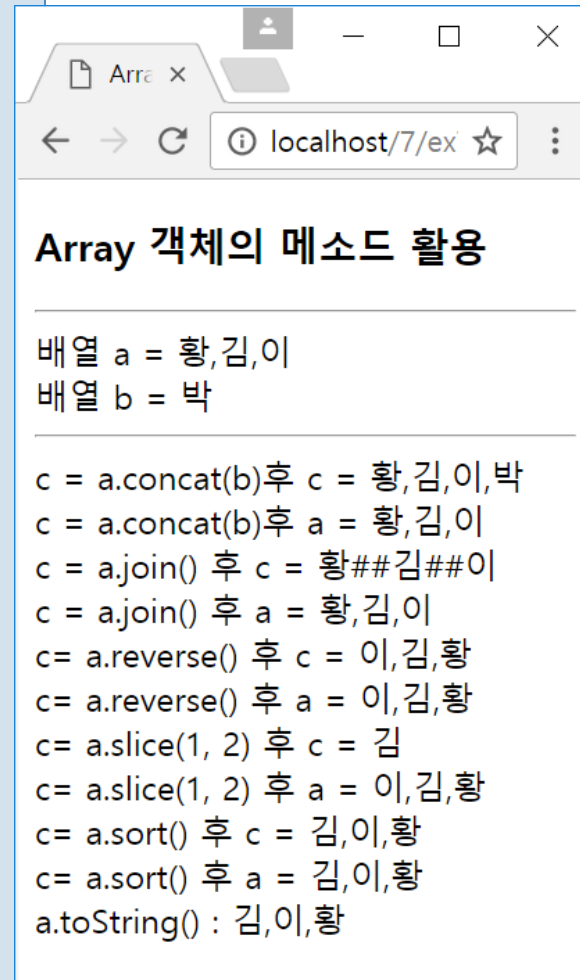 Arra
localhost/7/ex
Array 객체의 메소드 활용
배열 a = 황,김,이
배열 b = 박
c = a.concat(b)후 c = 황,김,이,박
c = a.concat(b)후 a = 황,김,이
c = a.join() 후 c = 황##김##이
c = a.join() 후 a = 황,김,이
c= a.reverse() 후 c = 이,김,황
c= a.reverse() 후 a = 이,김,황
c= a.slice(1, 2) 후 c = 김
c= a.slice(1, 2) 후 a = 이,김,황
c= a.sort() 후 c = 김,이,황
c= a.sort() 후 a = 김,이,황
a.toString() : 김,이,황